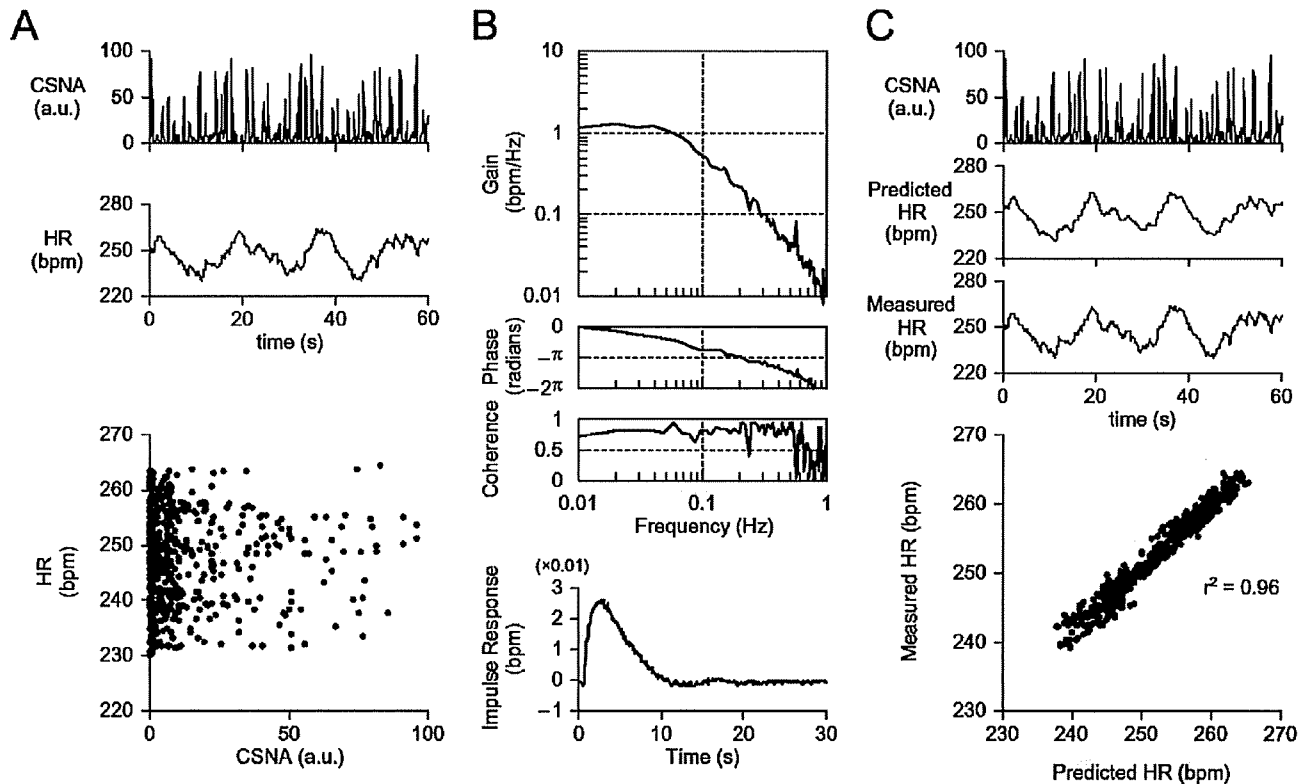 A
100
CSNA
50
(a.u.)
0
280
HR
250
(bpm)
220
0 20 40 60
time (s)
270
260
250
240
230
220
HR
(bpm)
0 50 100
CSNA (a.u.)
B
10
1
0.1
0.01
Gain
(bpm/Hz)
0
−π
−2π
Phase
(radians)
1
0.5
0
Coherence
0.01 0.1 1
Frequency (Hz)
(×0.01)
3
2
1
0
−1
Impulse Response
(bpm)
0 10 20 30
Time (s)
C
100
CSNA
50
(a.u.)
0
280
Predicted
HR
250
(bpm)
220
280
Measured
HR
250
(bpm)
220
0 20 40 60
time (s)
270
260
250
240
230
Measured HR (bpm)
r² = 0.96
230 240 250 260 270
Predicted HR (bpm)